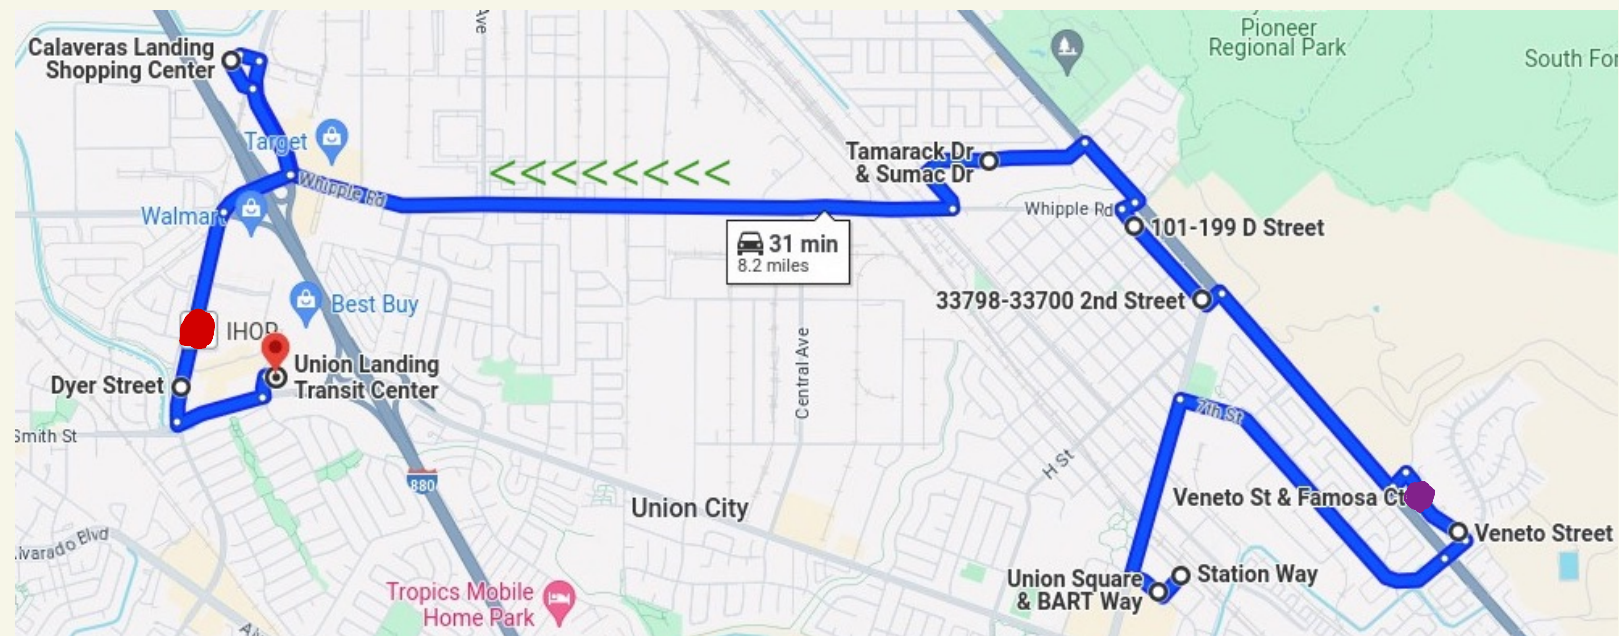 Pioneer
Regional Park
South For
Ave
Calaveras Landing
Shopping Center
Target
Whipple Rd
Walmart
Tamarack Dr
& Sumac Dr
Whipple Rd
101-199 D Street
31 min
8.2 miles
33798-33700 2nd Street
Best Buy
IHOP
Union Landing
Transit Center
Dyer Street
Central Ave
7th St
Smith St
H St
880
Union City
Veneto St & Famosa Ct
Veneto Street
lvarado Blvd
Union Square
& BART Way
Station Way
Tropics Mobile
Home Park